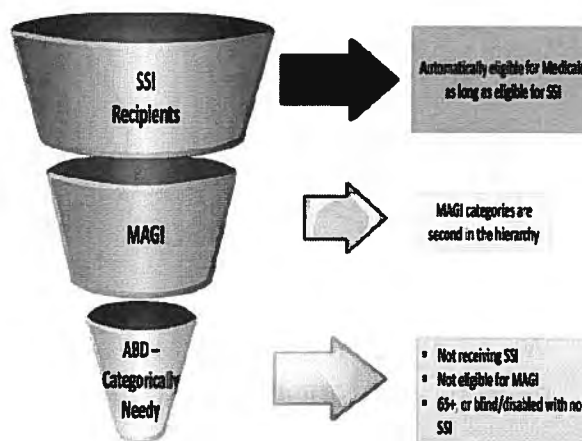 SSI
Recipients
Automatically eligible for Medicaid
as long as eligible for SSI
MAGI
MAGI categories are
second in the hierarchy
ABD –
Categorically
Needy
▪ Not receiving SSI
▪ Not eligible for MAGI
▪ 65+, or blind/disabled with no
SSI